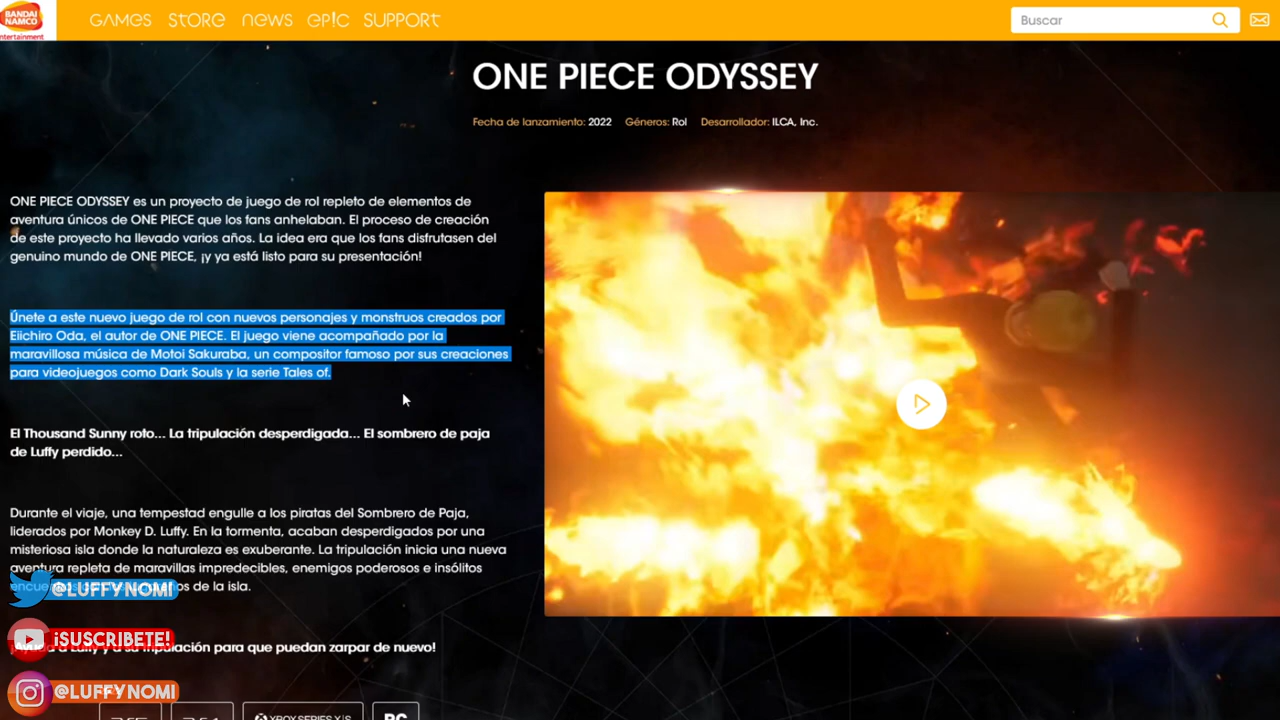 BANDAI
NAMCO
ntertainment
GAMES STORE NEWS EPIC SUPPORT
Buscar
ONE PIECE ODYSSEY
Fecha de lanzamiento: 2022 Géneros: Rol Desarrollador: ILCA, Inc.
ONE PIECE ODYSSEY es un proyecto de juego de rol repleto de elementos de
aventura únicos de ONE PIECE que los fans anhelaban. El proceso de creación
de este proyecto ha llevado varios años. La idea era que los fans disfrutasen del
genuino mundo de ONE PIECE, ¡y ya está listo para su presentación!
Únete a este nuevo juego de rol con nuevos personajes y monstruos creados por
Eiichiro Oda, el autor de ONE PIECE. El juego viene acompañado por la
maravillosa música de Motoi Sakuraba, un compositor famoso por sus creaciones
para videojuegos como Dark Souls y la serie Tales of.
El Thousand Sunny roto... La tripulación desperdigada... El sombrero de paja
de Luffy perdido...
Durante el viaje, una tempestad engulle a los piratas del Sombrero de Paja,
liderados por Monkey D. Luffy. En la tormenta, acaban desperdigados por una
misteriosa isla donde la naturaleza es exuberante. La tripulación inicia una nueva
aventura repleta de maravillas impredecibles, enemigos poderosos e insólitos
de la isla.
@LUFFYNOMI
¡SUSCRIBETE!
a Luffy y a su tripulación para que puedan zarpar de nuevo!
@LUFFYNOMI
PS5 PS4 XBOX SERIES X|S PC